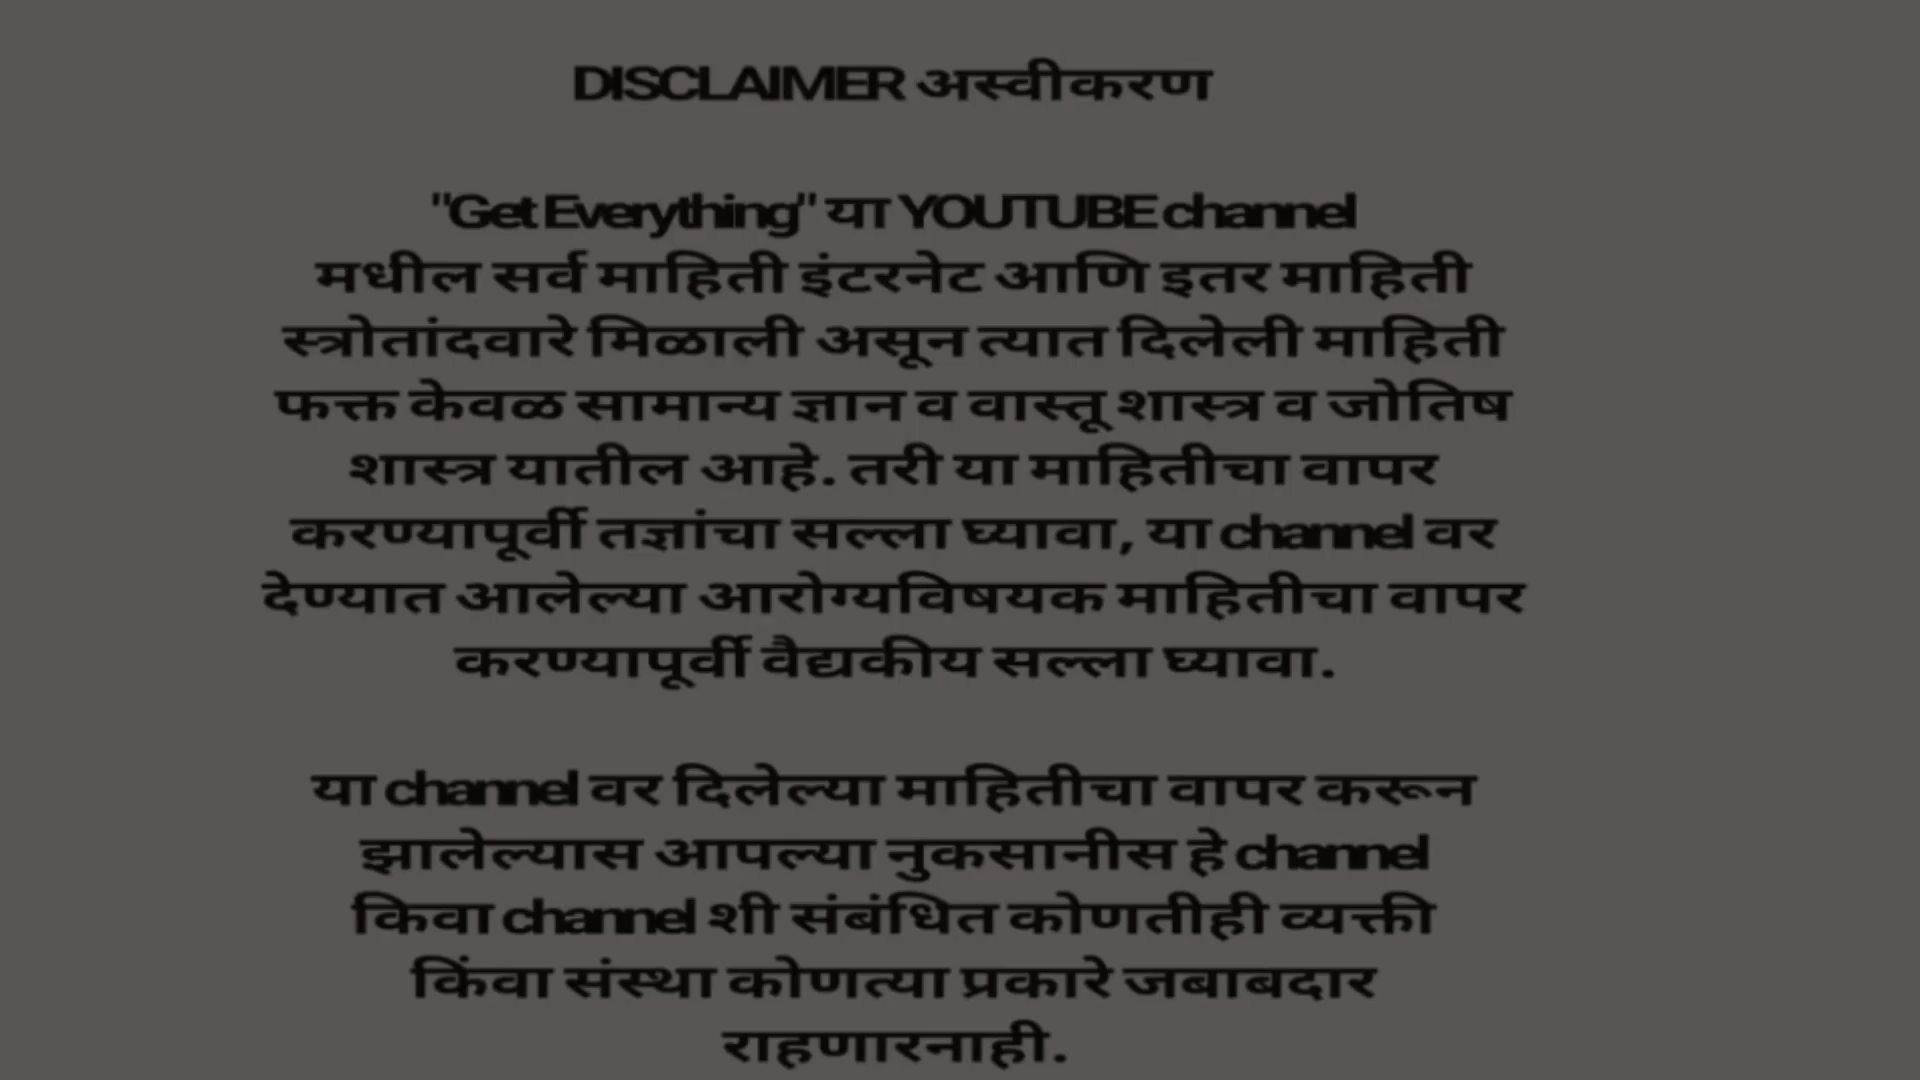 DISCLAIMER अस्वीकरण
"Get Everything" या YOUTUBE channel
मधील सर्व माहिती इंटरनेट आणि इतर माहिती
स्त्रोतांदवारे मिळाली असून त्यात दिलेली माहिती
फक्त केवळ सामान्य ज्ञान व वास्तू शास्त्र व जोतिष
शास्त्र यातील आहे. तरी या माहितीचा वापर
करण्यापूर्वी तज्ञांचा सल्ला घ्यावा, या channel वर
देण्यात आलेल्या आरोग्यविषयक माहितीचा वापर
करण्यापूर्वी वैद्यकीय सल्ला घ्यावा.
या channel वर दिलेल्या माहितीचा वापर करून
झालेल्यास आपल्या नुकसानीस हे channel
किवा channel शी संबंधित कोणतीही व्यक्ती
किंवा संस्था कोणत्या प्रकारे जबाबदार
राहणारनाही.